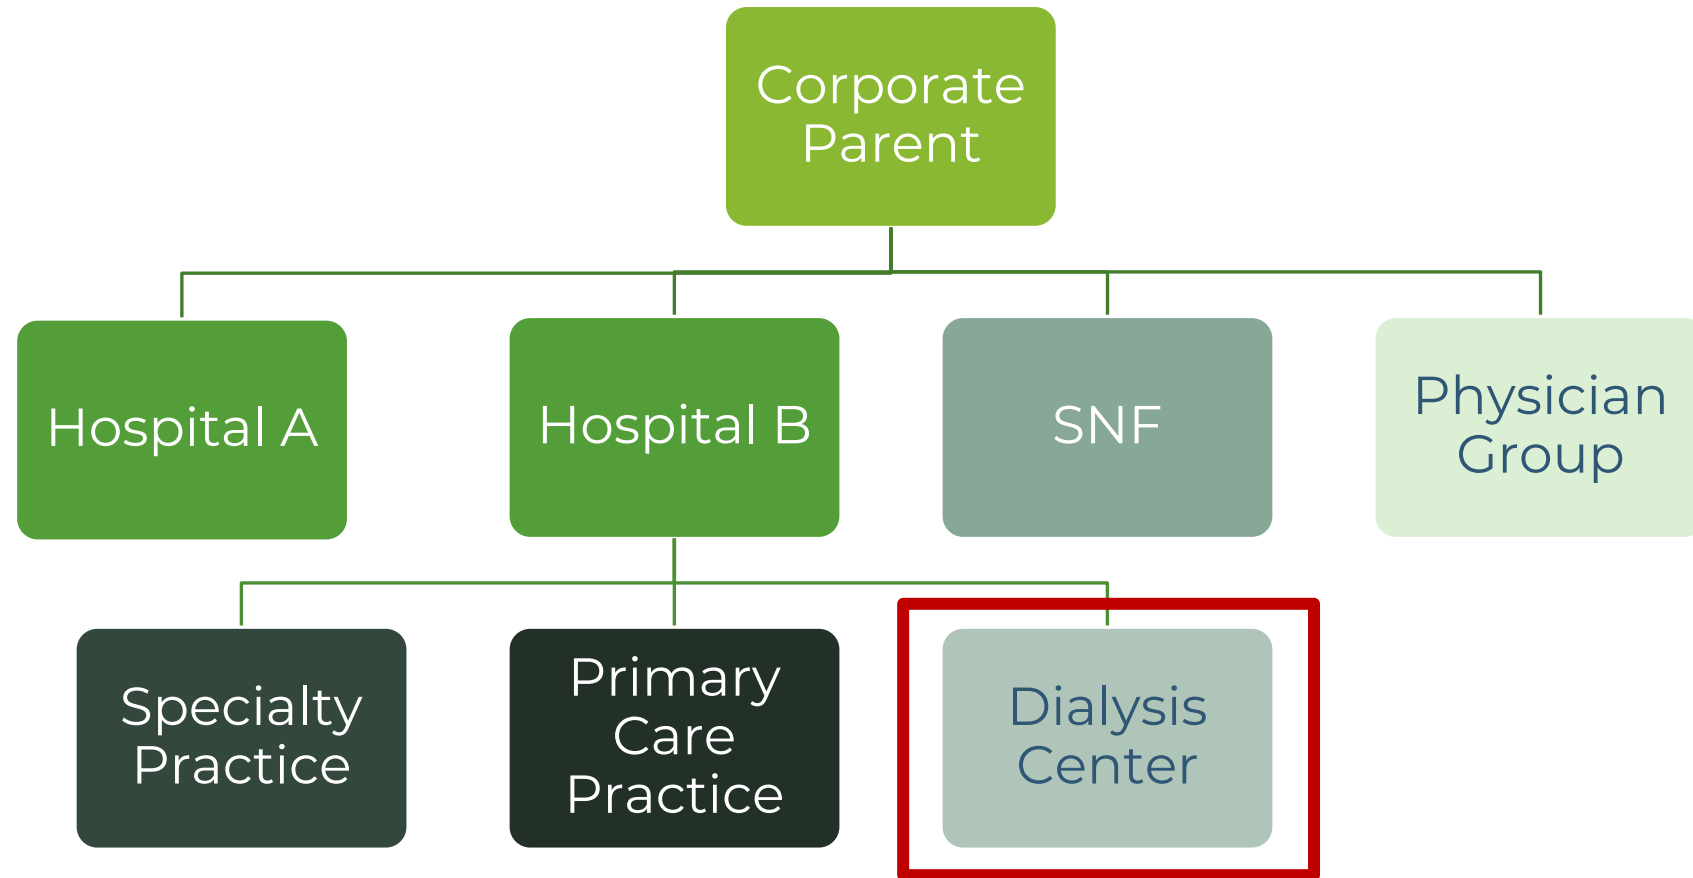 Corporate
Parent
Hospital A
Hospital B
SNF
Physician
Group
Specialty
Practice
Primary
Care
Practice
Dialysis
Center